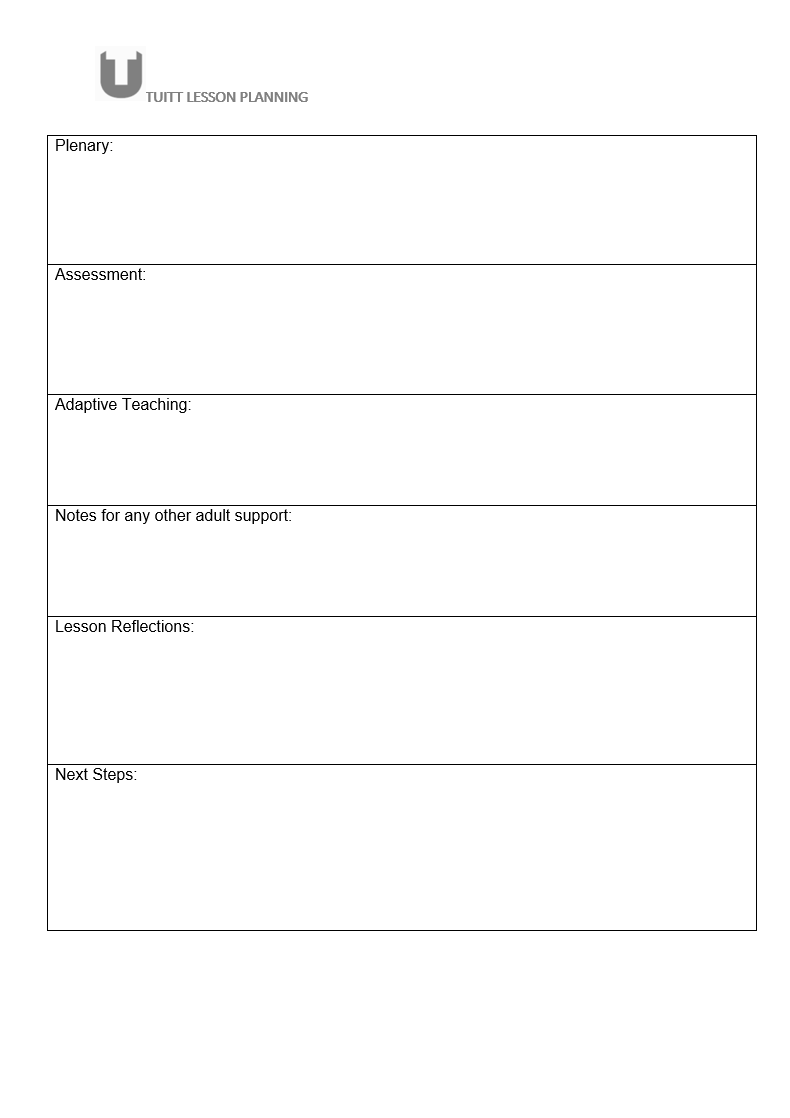 TUITT LESSON PLANNING
Plenary:
Assessment:
Adaptive Teaching:
Notes for any other adult support:
Lesson Reflections:
Next Steps: